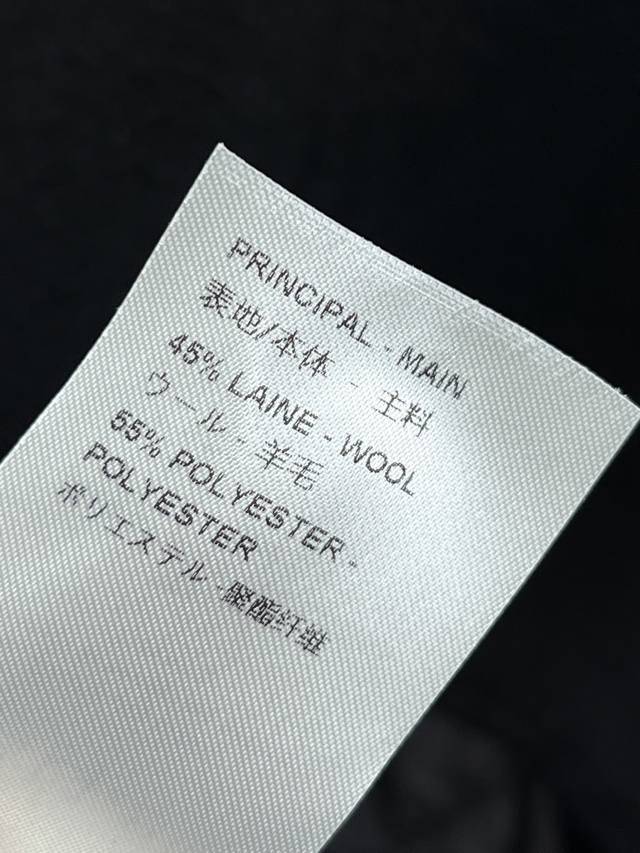 PRINCIPAL - MAIN
表地/本体 - 主料
45% LAINE - WOOL
ウール - 羊毛
55% POLYESTER -
POLYESTER
ポリエステル - 聚酯纤维